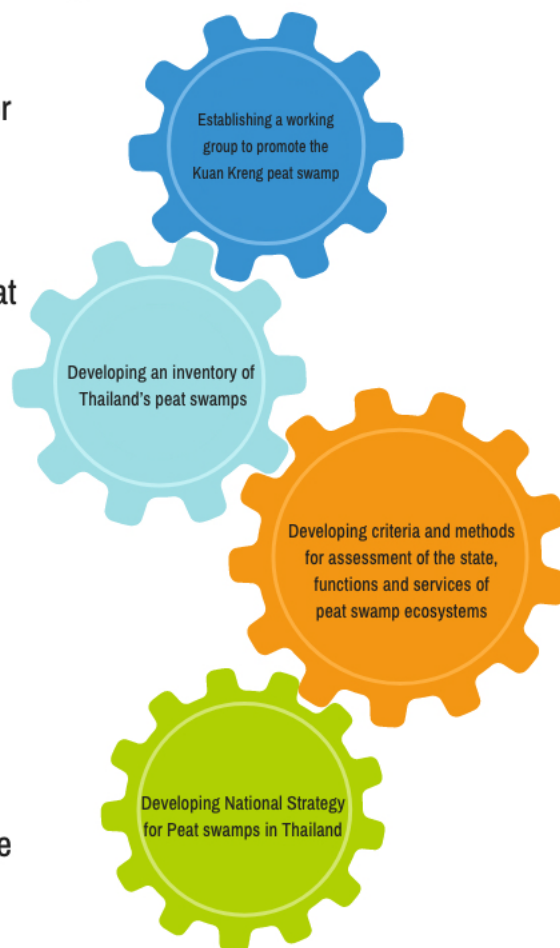 r
Establishing a working
group to promote the
Kuan Kreng peat swamp
at
Developing an inventory of
Thailand's peat swamps
Developing criteria and methods
for assessment of the state,
functions and services of
peat swamp ecosystems
Developing National Strategy
for Peat swamps in Thailand
e